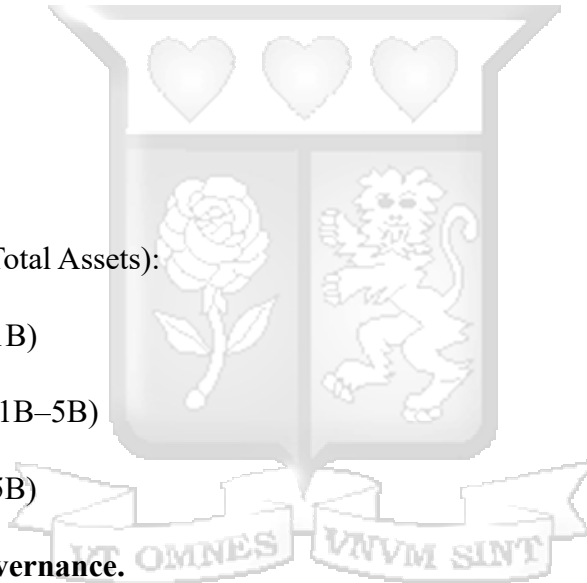 Total Assets):
1B)
1B–5B)
5B)
VT OMNES VNVM SINT
vernance.